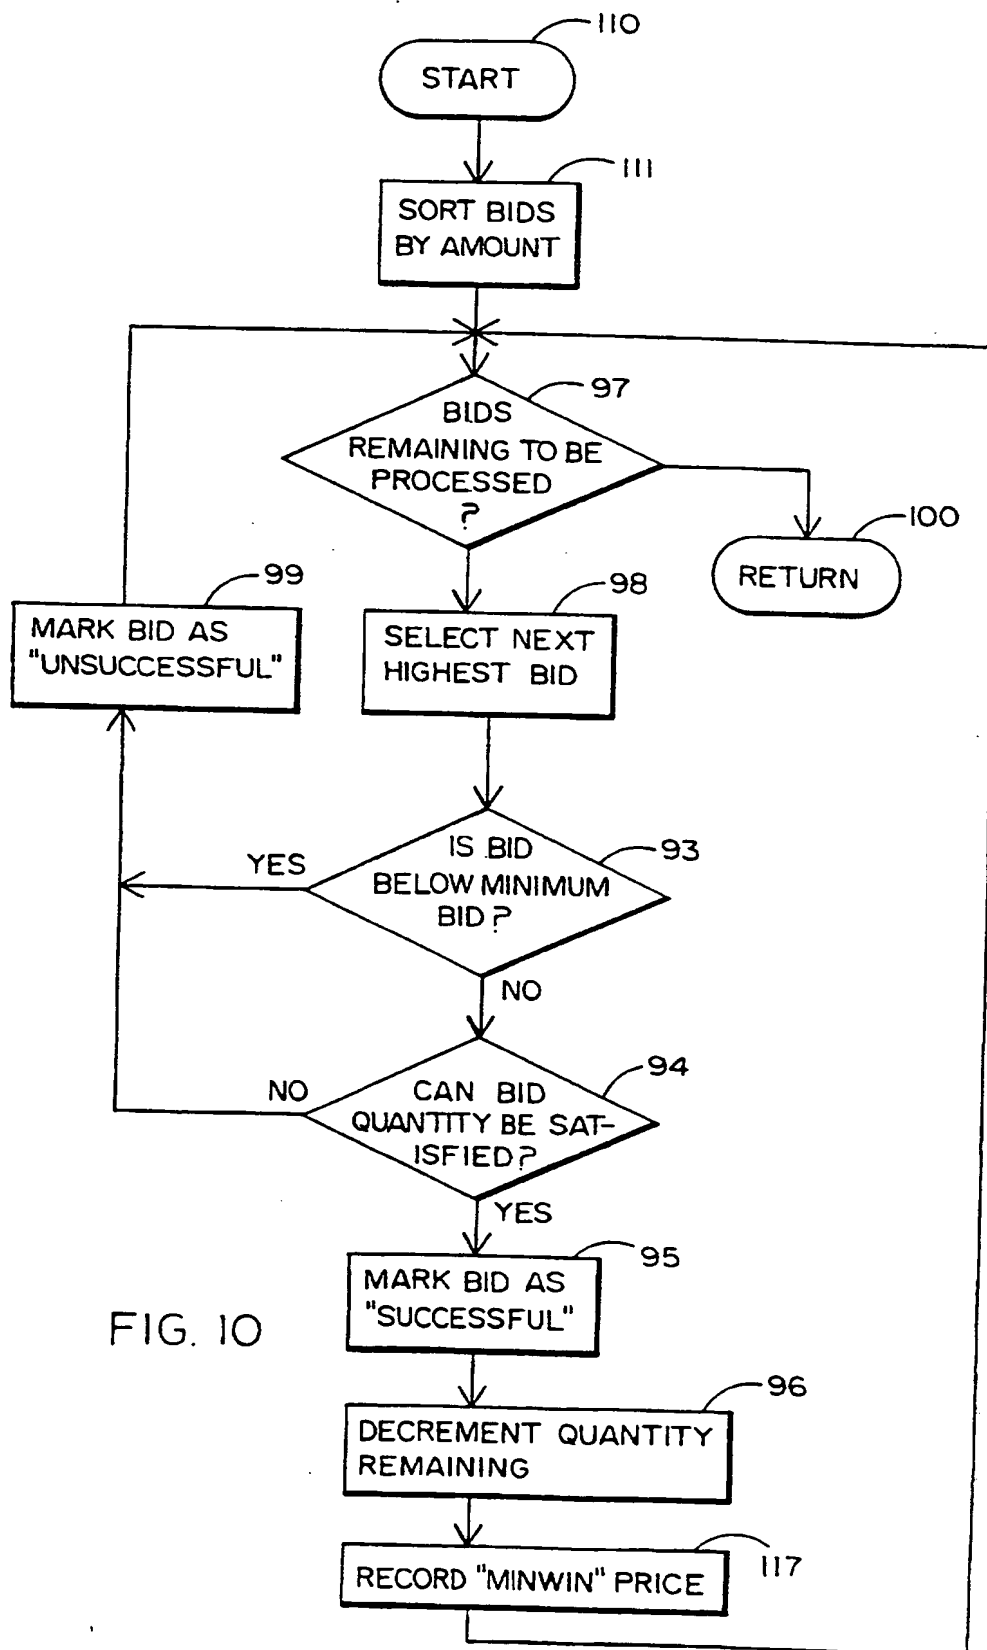 110
START
111
SORT BIDS
BY AMOUNT
97
BIDS
REMAINING TO BE
PROCESSED
?
100
RETURN
99
MARK BID AS
"UNSUCCESSFUL"
98
SELECT NEXT
HIGHEST BID
93
IS BID
BELOW MINIMUM
BID?
YES
NO
94
CAN BID
QUANTITY BE SAT-
ISFIED?
NO
YES
95
MARK BID AS
"SUCCESSFUL"
FIG. 10
96
DECREMENT QUANTITY
REMAINING
117
RECORD "MINWIN" PRICE